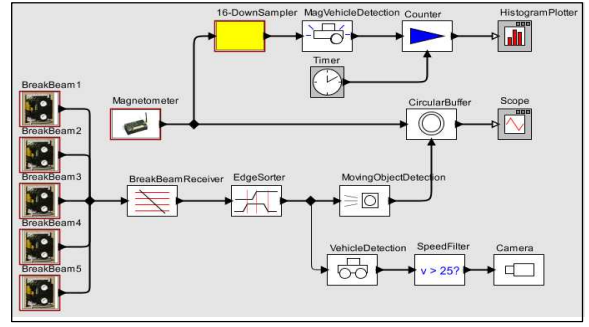 16-DownSampler
MagVehicleDetection
Counter
HistogramPlotter
Timer
BreakBeam1
Magnetometer
CircularBuffer
Scope
BreakBeam2
BreakBeam3
BreakBeamReceiver
EdgeSorter
MovingObjectDetection
BreakBeam4
VehicleDetection
SpeedFilter
Camera
v > 25?
BreakBeam5